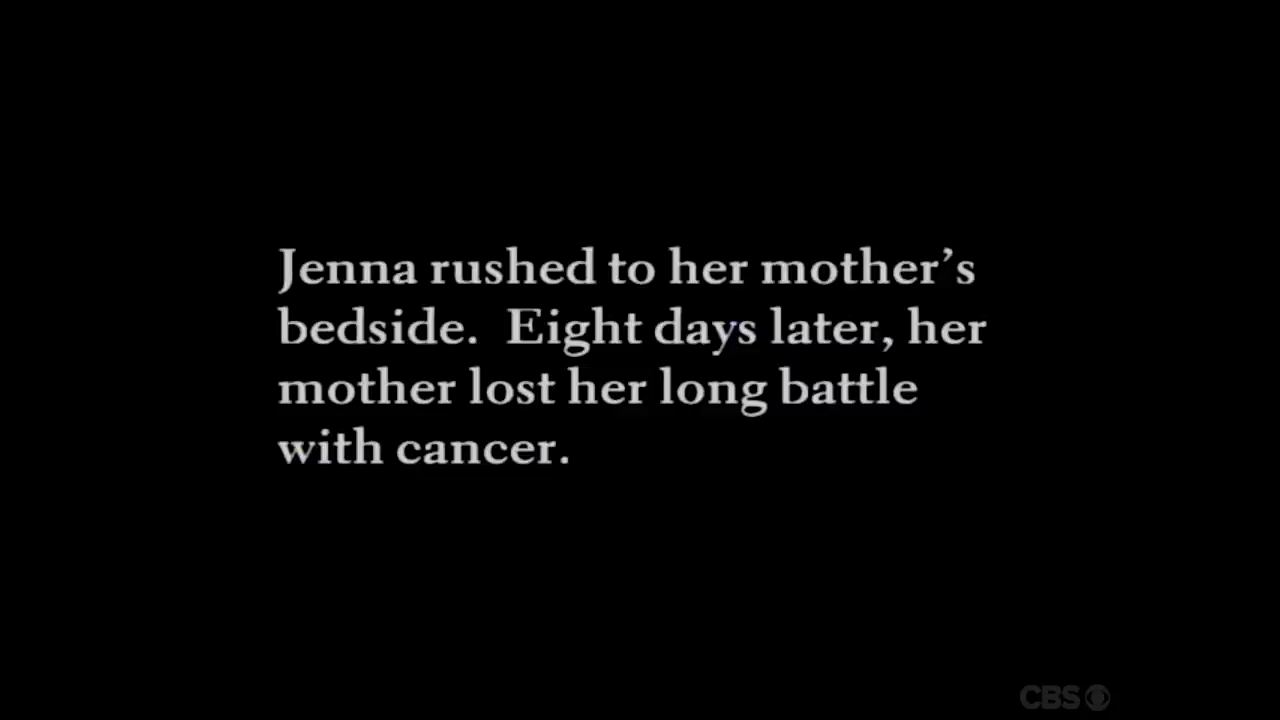 Jenna rushed to her mother’s
bedside.  Eight days later, her
mother lost her long battle
with cancer.
CBS